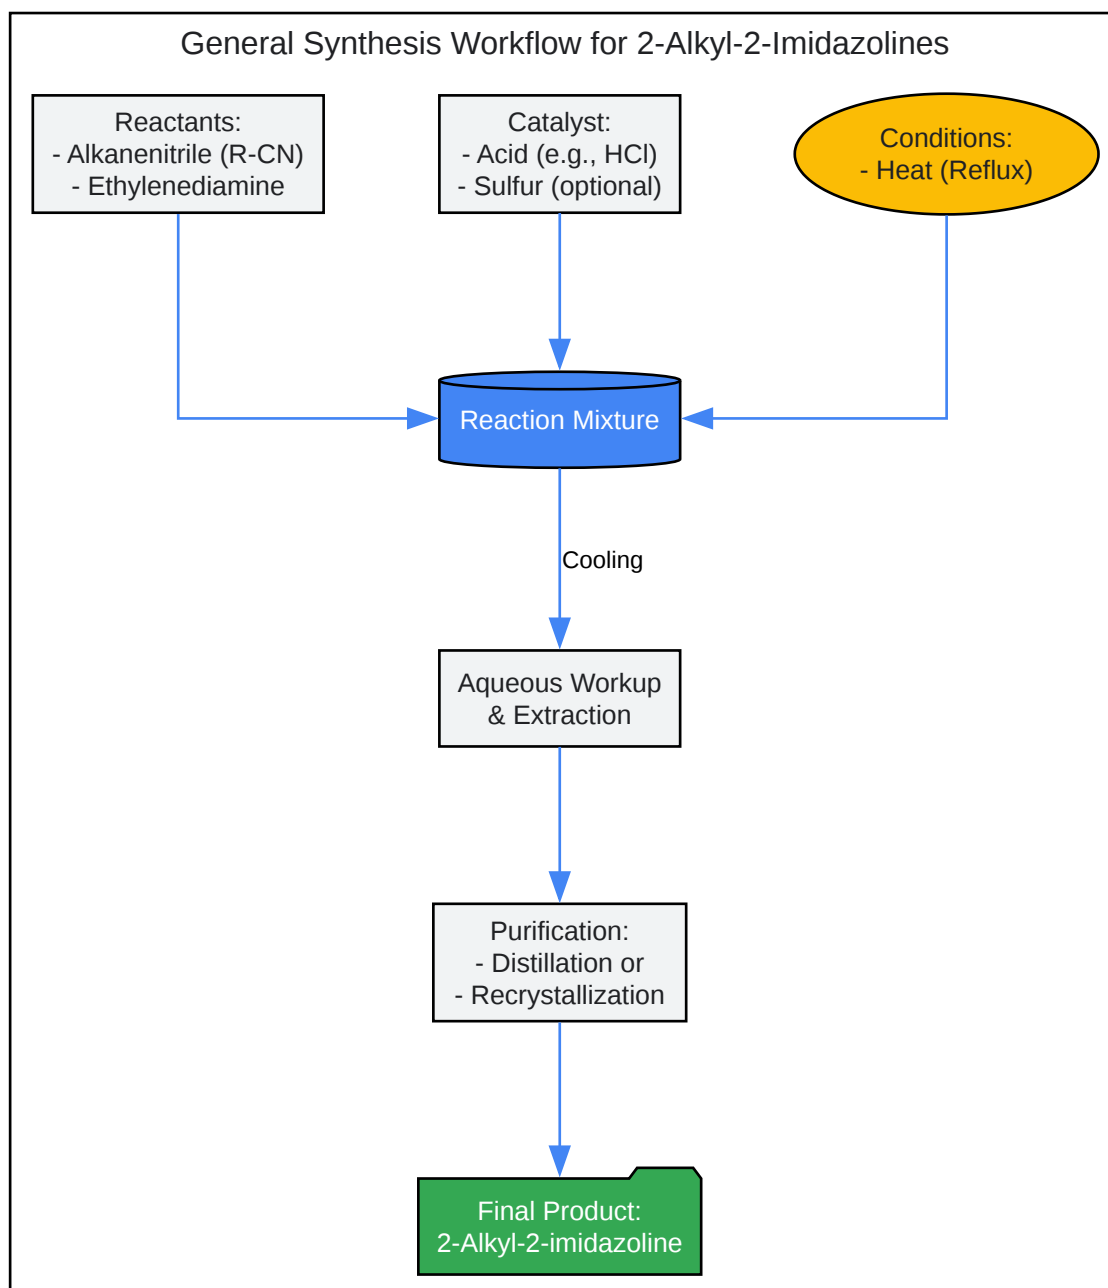 General Synthesis Workflow for 2-Alkyl-2-Imidazolines
Reactants:
- Alkanenitrile (R-CN)
- Ethylenediamine
Catalyst:
- Acid (e.g., HCl)
- Sulfur (optional)
Conditions:
- Heat (Reflux)
Reaction Mixture
Cooling
Aqueous Workup
& Extraction
Purification:
- Distillation or
- Recrystallization
Final Product:
2-Alkyl-2-imidazoline